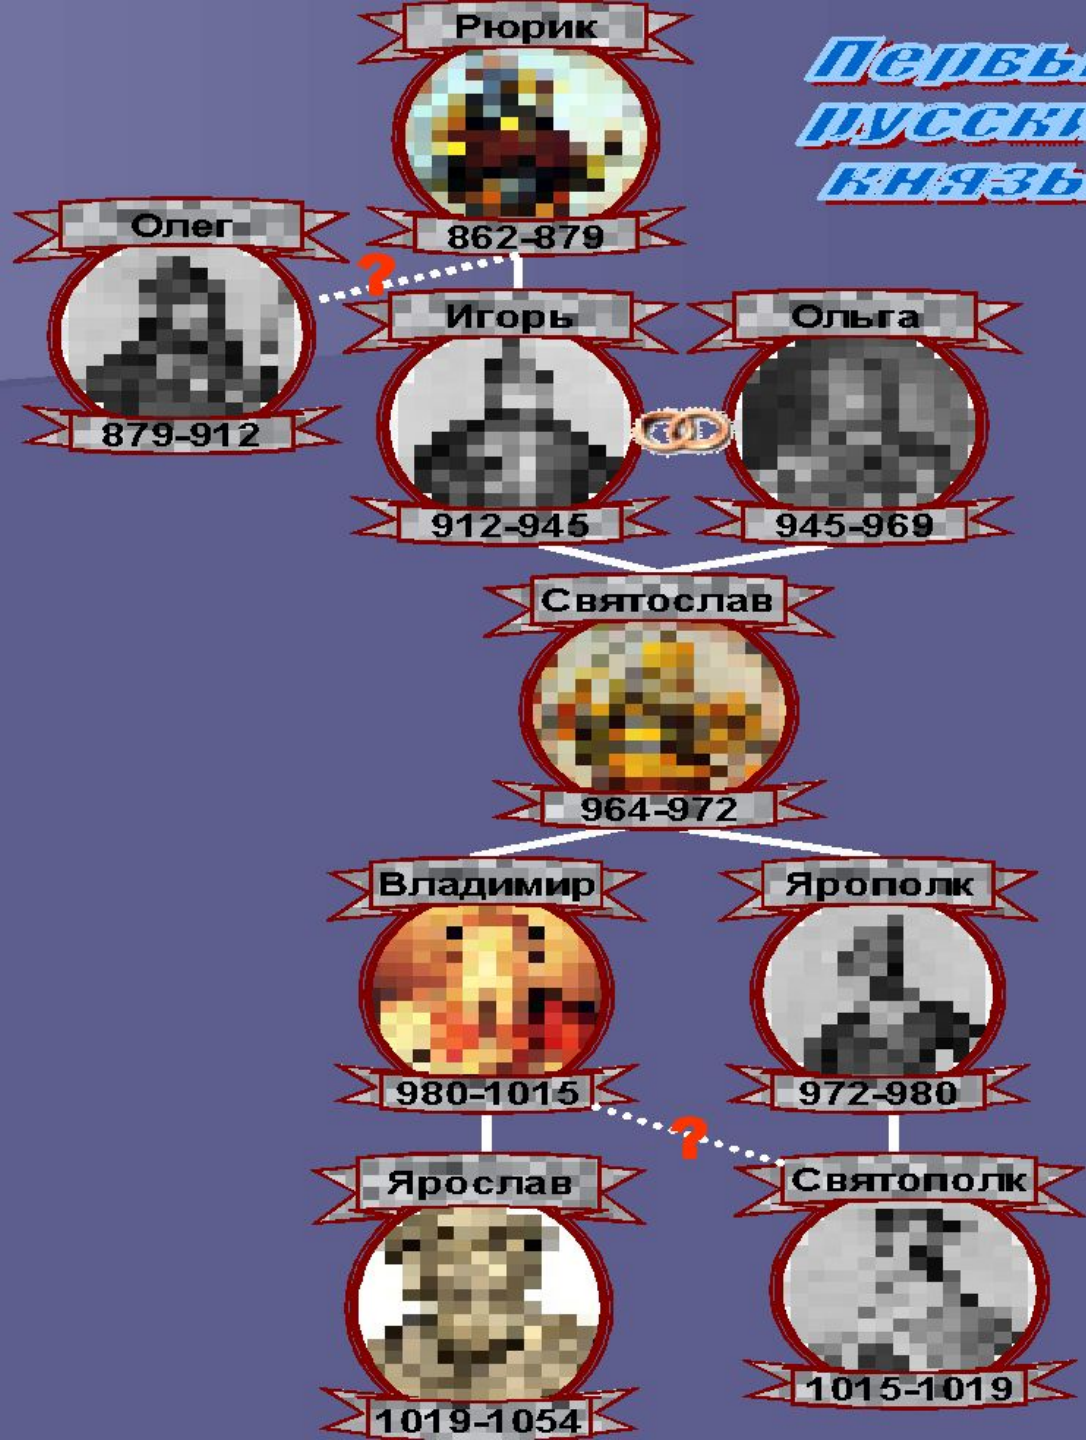 Рюрик
862-879
Первы
русски
князь
Олег
879-912
?
Игорь
912-945
Ольга
945-969
Святослав
964-972
Владимир
980-1015
Ярополк
972-980
?
Ярослав
1019-1054
Святополк
1015-1019